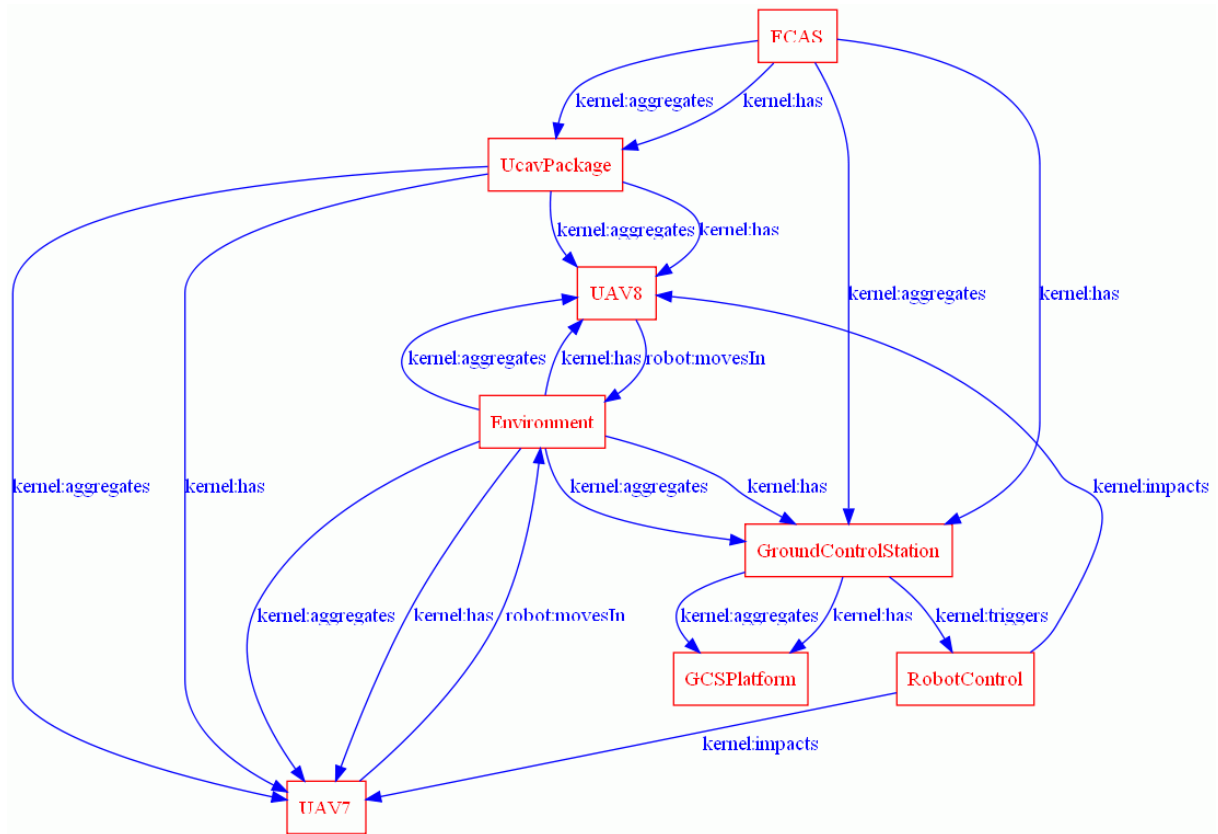 FCAS
kernel:aggregates
kernel:has
UcavPackage
kernel:aggregates
kernel:has
UAV8
kernel:aggregates
kernel:has
kernel:aggregates
kernel:has
robot:movesIn
Environment
kernel:aggregates
kernel:has
kernel:aggregates
kernel:has
kernel:impacts
GroundControlStation
kernel:aggregates
kernel:has
robot:movesIn
kernel:aggregates
kernel:has
kernel:triggers
GCSPlatform
RobotControl
kernel:impacts
UAV7